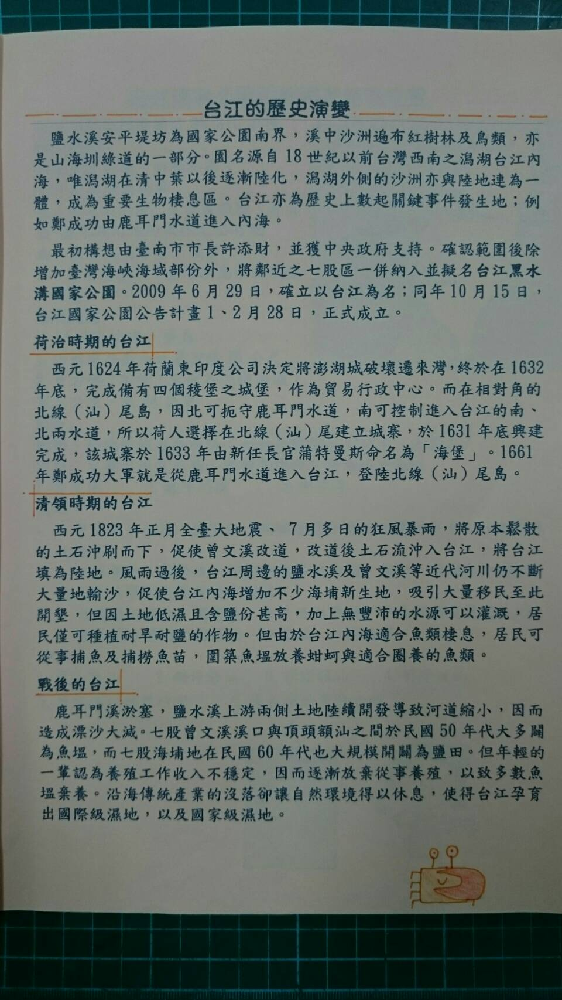 台江的歷史演變
鹽水溪安平堤坊為國家公園南界，溪中沙洲遍布紅樹林及鳥類，亦
是山海圳綠道的一部分。園名源自 18 世紀以前台灣西南之潟湖台江內
海，唯潟湖在清中葉以後逐漸陸化，潟湖外側的沙洲亦與陸地連為一
體，成為重要生物棲息區。台江亦為歷史上數起關鍵事件發生地；例
如鄭成功由鹿耳門水道進入內海。
最初構想由臺南市市長許添財，並獲中央政府支持。確認範圍後除
增加臺灣海峽海域部份外，將鄰近之七股區一併納入並擬名台江黑水
溝國家公園。2009 年 6 月 29 日，確立以台江為名；同年 10 月 15 日，
台江國家公園公告計畫 1、2 月 28 日，正式成立。
荷治時期的台江
西元 1624 年荷蘭東印度公司決定將澎湖城破壞遷來灣，終於在 1632
年底，完成備有四個稜堡之城堡，作為貿易行政中心。而在相對角的
北線（汕）尾島，因北可扼守鹿耳門水道，南可控制進入台江的南、
北兩水道，所以荷人選擇在北線（汕）尾建立城寨，於 1631 年底興建
完成，該城寨於 1633 年由新任長官蒲特曼斯命名為「海堡」。1661
年鄭成功大軍就是從鹿耳門水道進入台江，登陸北線（汕）尾島。
清領時期的台江
西元 1823 年正月全臺大地震、 7 月多日的狂風暴雨，將原本鬆散
的土石沖刷而下，促使曾文溪改道，改道後土石流沖入台江，將台江
填為陸地。風雨過後，台江周邊的鹽水溪及曾文溪等近代河川仍不斷
大量地輸沙，促使台江內海增加不少海埔新生地，吸引大量移民至此
開墾，但因土地低濕且含鹽份甚高，加上無豐沛的水源可以灌溉，居
民僅可種植耐旱耐鹽的作物。但由於台江內海適合魚類棲息，居民可
從事捕魚及捕撈魚苗，圍築魚塭放養蚶蚵與適合圈養的魚類。
戰後的台江
鹿耳門溪淤塞，鹽水溪上游兩側土地陸續開發導致河道縮小，因而
造成漂沙大減。七股曾文溪溪口與頂頭額汕之間於民國 50 年代大多闢
為魚塭，而七股海埔地在民國 60 年代也大規模開闢為鹽田。但年輕的
一輩認為養殖工作收入不穩定，因而逐漸放棄從事養殖，以致多數魚
塭棄養。沿海傳統產業的沒落卻讓自然環境得以休息，使得台江孕育
出國際級濕地，以及國家級濕地。